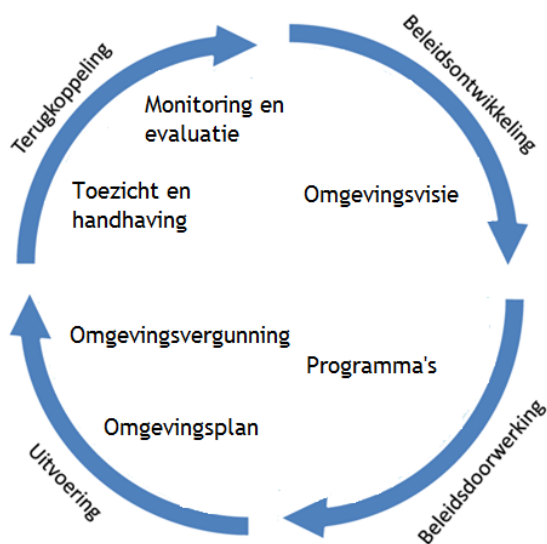 Terugkoppeling
Beleidsontwikkeling
Monitoring en
evaluatie
Toezicht en
handhaving
Omgevingsvisie
Omgevingsvergunning
Programma's
Omgevingsplan
Uitvoering
Beleidsdoorwerking